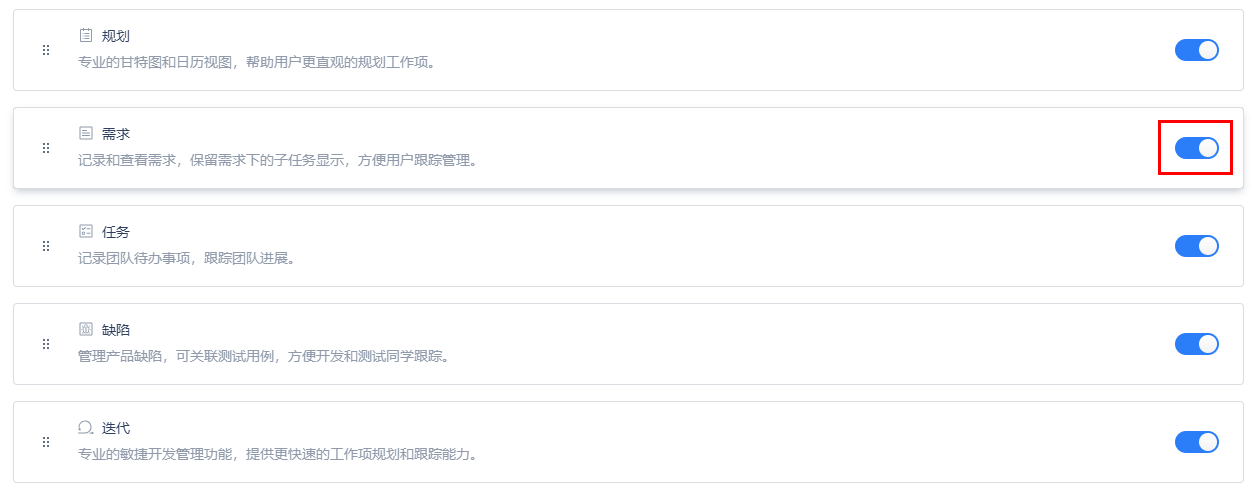 规划
专业的甘特图和日历视图，帮助用户更直观的规划工作项。
需求
记录和查看需求，保留需求下的子任务显示，方便用户跟踪管理。
任务
记录团队待办事项，跟踪团队进展。
缺陷
管理产品缺陷，可关联测试用例，方便开发和测试同学跟踪。
迭代
专业的敏捷开发管理功能，提供更快速的工作项规划和跟踪能力。